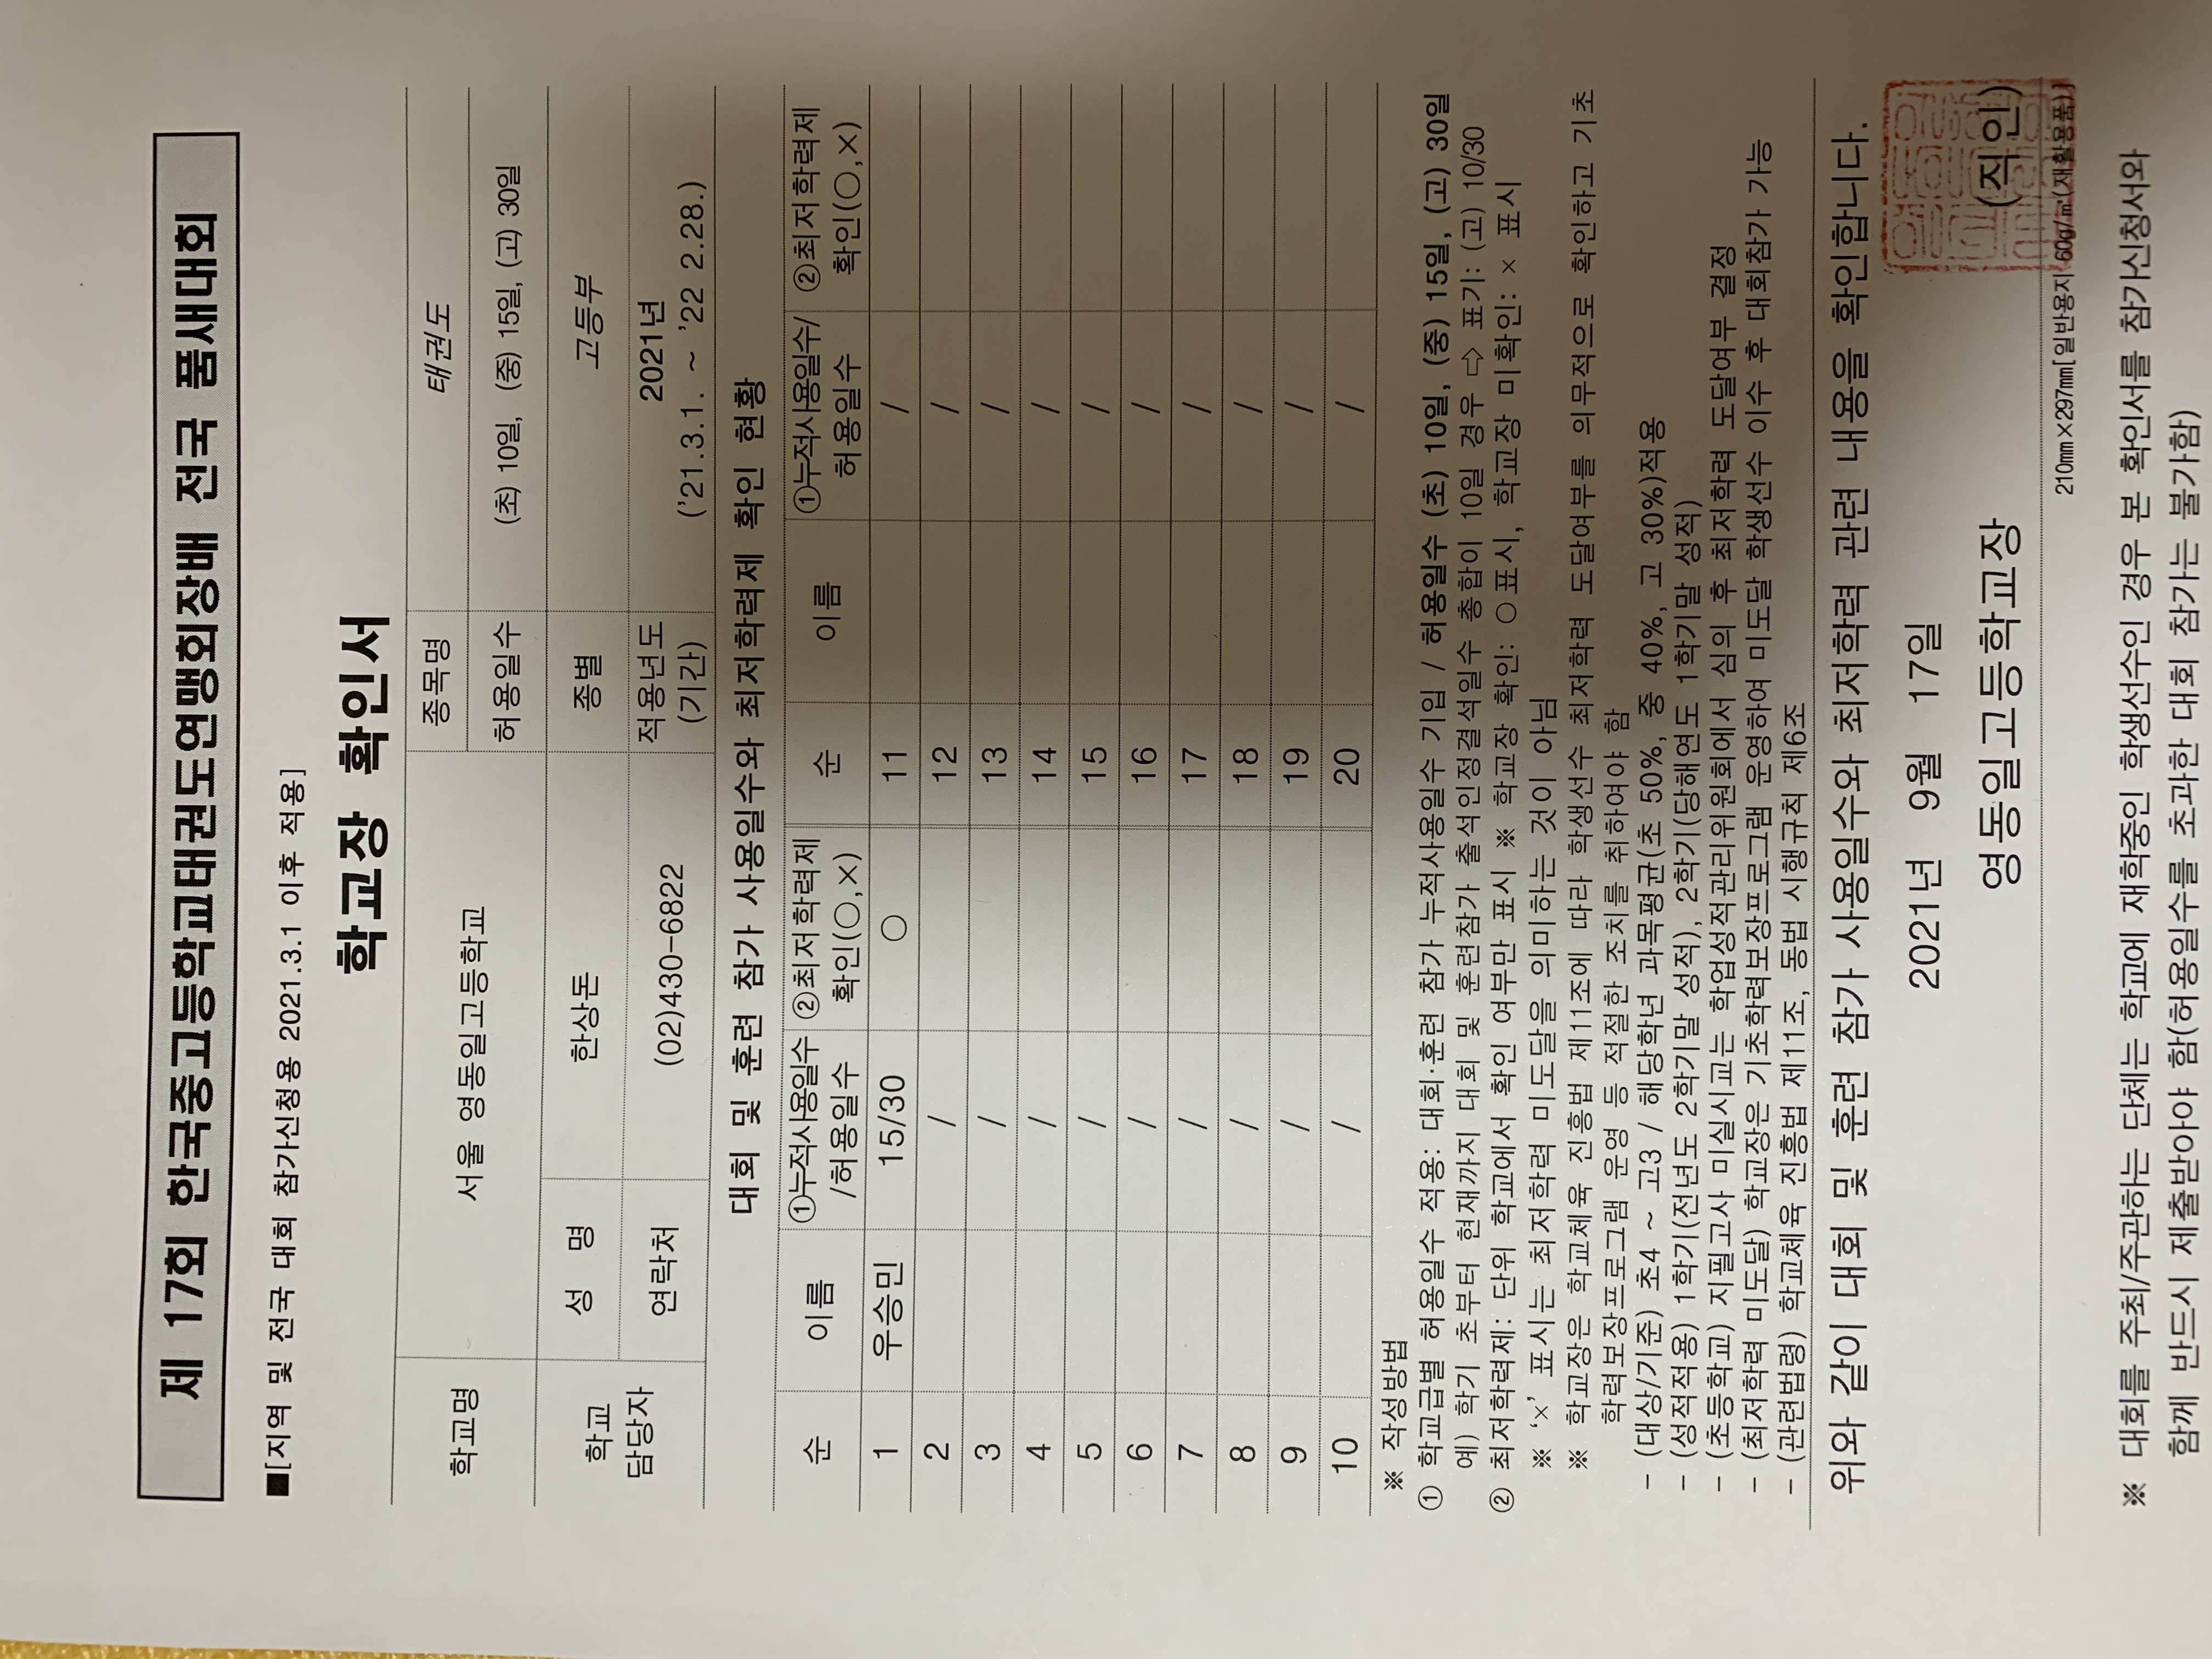 제 17회 한국중고등학교태권도연맹회장배 전국 품새대회
■[지역 및 전국 대회 참가신청용 2021.3.1 이후 적용]
학교장 확인서
학교명 서울 영동일고등학교 종목명 태권도
허용일수 (초) 10일, (중) 15일, (고) 30일
학교 담당자 성 명 한상돈 종별 고등부
연락처 (02)430-6822 적용년도 (기간) 2021년 ('21.3.1. ~ '22 2.28.)
대회 및 훈련 참가 사용일수와 최저학력제 확인 현황
순 이름 ①누적사용일수 /허용일수 ②최저학력제 확인(○,×) 순 이름 ①누적사용일수/ 허용일수 ②최저학력제 확인(○,×)
1 우승민 15/30 ○ 11 /
2 / 12 /
3 / 13 /
4 / 14 /
5 / 15 /
6 / 16 /
7 / 17 /
8 / 18 /
9 / 19 /
10 / 20 /
※ 작성방법
① 학교급별 허용일수 적용: 대회·훈련 참가 누적사용일수 기입 / 허용일수 (초) 10일, (중) 15일, (고) 30일
예) 학기 초부터 현재까지 대회 및 훈련참가 출석인정결석일수 총합이 10일 경우 ⇨ 표기: (고) 10/30
② 최저학력제: 단위 학교에서 확인 여부만 표시 ※ 학교장 확인: ○ 표시, 학교장 미확인: × 표시
※ ‘×’ 표시는 최저학력 미도달을 의미하는 것이 아님
※ 학교장은 학교체육 진흥법 제11조에 따라 학생선수 최저학력 도달여부를 의무적으로 확인하고 기초
학력보장프로그램 운영 등 적절한 조치를 취하여야 함
- (대상/기준) 초4 ~ 고3 / 해당학년 과목평균(초 50%, 중 40%, 고 30%)적용
- (성적적용) 1학기(전년도 2학기말 성적), 2학기(당해연도 1학기말 성적)
- (초등학교) 지필고사 미실시교는 학업성적관리위원회에서 심의 후 최저학력 도달여부 결정
- (최저학력 미도달) 학교장은 기초학력보장프로그램 운영하여 미도달 학생선수 이수 후 대회참가 가능
- (관련법령) 학교체육 진흥법 제11조, 동법 시행규칙 제6조
위와 같이 대회 및 훈련 참가 사용일수와 최저학력 관련 내용을 확인합니다.
2021년 9월 17일
영동일고등학교장 (직인)
210mm×297mm[일반용지 60g/㎡(재활용품)]
※ 대회를 주최/주관하는 단체는 학교에 재학중인 학생선수인 경우 본 확인서를 참가신청서와
함께 반드시 제출받아야 함(허용일수를 초과한 대회 참가는 불가함)